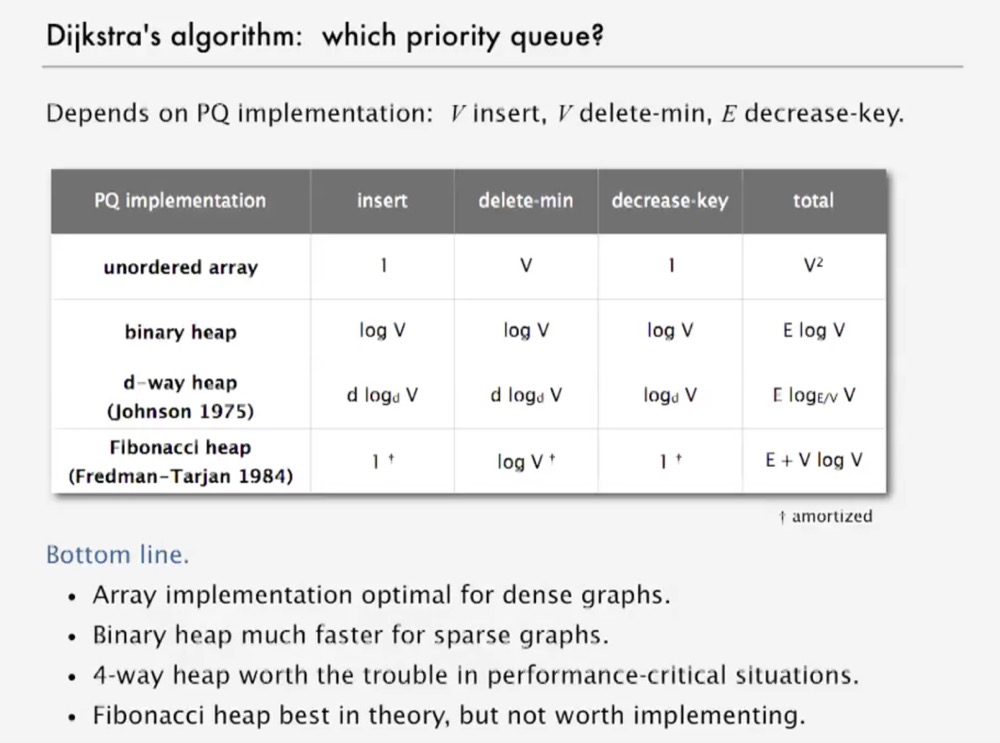 Dijkstra's algorithm: which priority queue?
Depends on PQ implementation: V insert, V delete-min, E decrease-key.
PQ implementation insert delete-min decrease-key total
unordered array 1 V 1 V²
binary heap log V log V log V E log V
d-way heap
(Johnson 1975) d log_d V d log_d V log_d V E log_E/V V
Fibonacci heap
(Fredman-Tarjan 1984) 1 † log V † 1 † E + V log V
† amortized
Bottom line.
• Array implementation optimal for dense graphs.
• Binary heap much faster for sparse graphs.
• 4-way heap worth the trouble in performance-critical situations.
• Fibonacci heap best in theory, but not worth implementing.